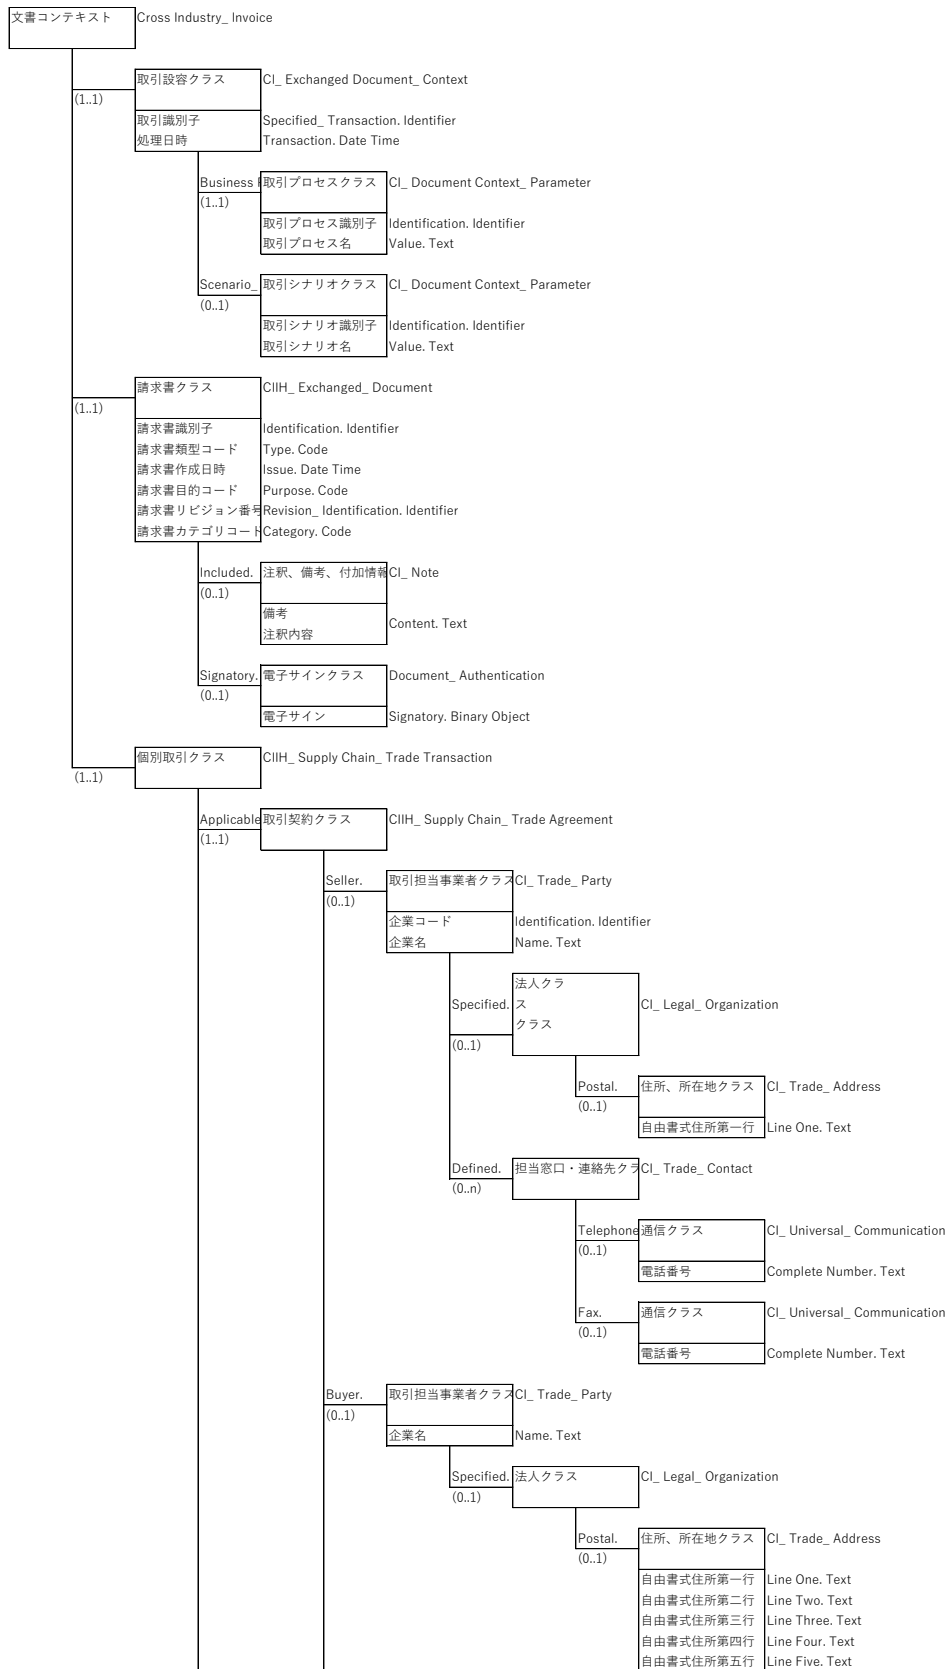 文書コンテキスト Cross Industry_ Invoice
取引設容クラス CI_ Exchanged Document_ Context
(1..1)
取引識別子 Specified_ Transaction. Identifier
処理日時 Transaction. Date Time
Business 取引プロセスクラス CI_ Document Context_ Parameter
(1..1)
取引プロセス識別子 Identification. Identifier
取引プロセス名 Value. Text
Scenario_ 取引シナリオクラス CI_ Document Context_ Parameter
(0..1)
取引シナリオ識別子 Identification. Identifier
取引シナリオ名 Value. Text
請求書クラス CIIH_ Exchanged_ Document
(1..1)
請求書識別子 Identification. Identifier
請求書類型コード Type. Code
請求書作成日時 Issue. Date Time
請求書目的コード Purpose. Code
請求書リビジョン番号 Revision_ Identification. Identifier
請求書カテゴリコード Category. Code
Included. 注釈、備考、付加情報 CI_ Note
(0..1)
備考
注釈内容 Content. Text
Signatory. 電子サインクラス Document_ Authentication
(0..1)
電子サイン Signatory. Binary Object
個別取引クラス CIIH_ Supply Chain_ Trade Transaction
(1..1)
Applicable 取引契約クラス CIIH_ Supply Chain_ Trade Agreement
(1..1)
Seller. 取引担当事業者クラス CI_ Trade_ Party
(0..1)
企業コード Identification. Identifier
企業名 Name. Text
法人クラ
Specified. ス CI_ Legal_ Organization
クラス
(0..1)
Postal. 住所、所在地クラス CI_ Trade_ Address
(0..1)
自由書式住所第一行 Line One. Text
Defined. 担当窓口・連絡先クラ CI_ Trade_ Contact
(0..n)
Telephone 通信クラス CI_ Universal_ Communication
(0..1)
電話番号 Complete Number. Text
Fax. 通信クラス CI_ Universal_ Communication
(0..1)
電話番号 Complete Number. Text
Buyer. 取引担当事業者クラス CI_ Trade_ Party
(0..1)
企業名 Name. Text
Specified. 法人クラス CI_ Legal_ Organization
(0..1)
Postal. 住所、所在地クラス CI_ Trade_ Address
(0..1)
自由書式住所第一行 Line One. Text
自由書式住所第二行 Line Two. Text
自由書式住所第三行 Line Three. Text
自由書式住所第四行 Line Four. Text
自由書式住所第五行 Line Five. Text